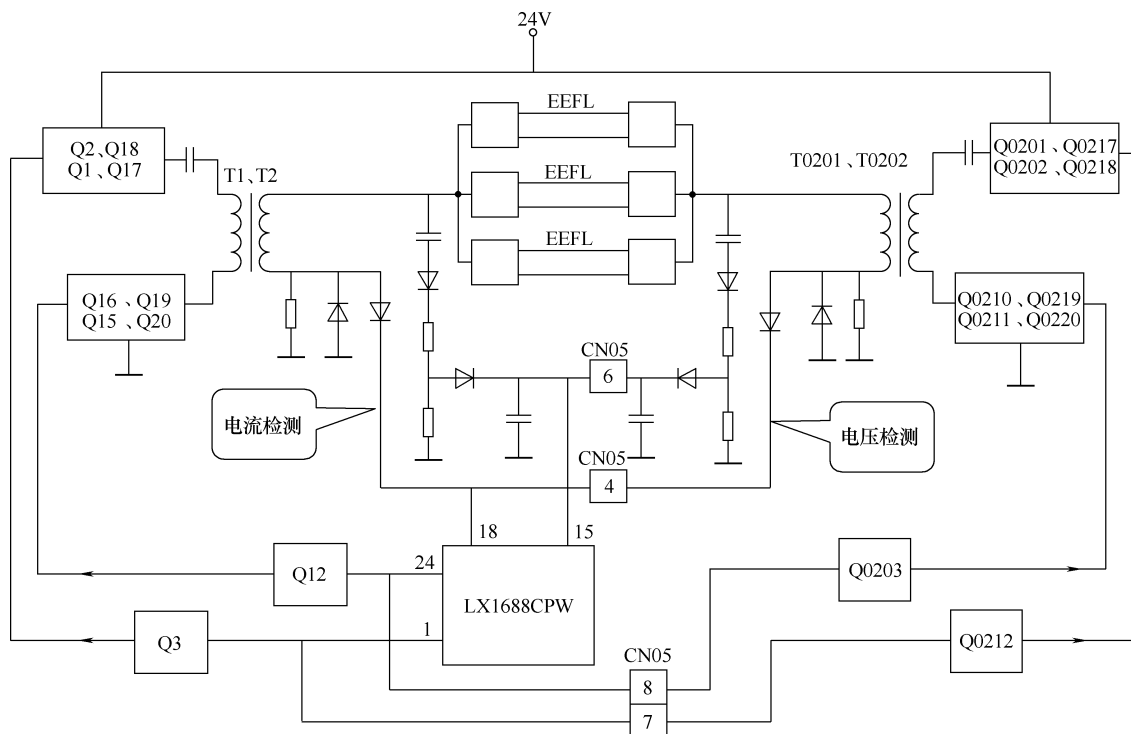 24V
EEFL
Q2、Q18
Q1、Q17
Q0201、Q0217
Q0202、Q0218
T1、T2
T0201、T0202
EEFL
EEFL
Q16、Q19
Q15、Q20
Q0210、Q0219
Q0211、Q0220
CN05
6
电流检测
电压检测
CN05
4
18
15
24
Q12
LX1688CPW
Q0203
1
Q3
Q0212
CN05
8
7